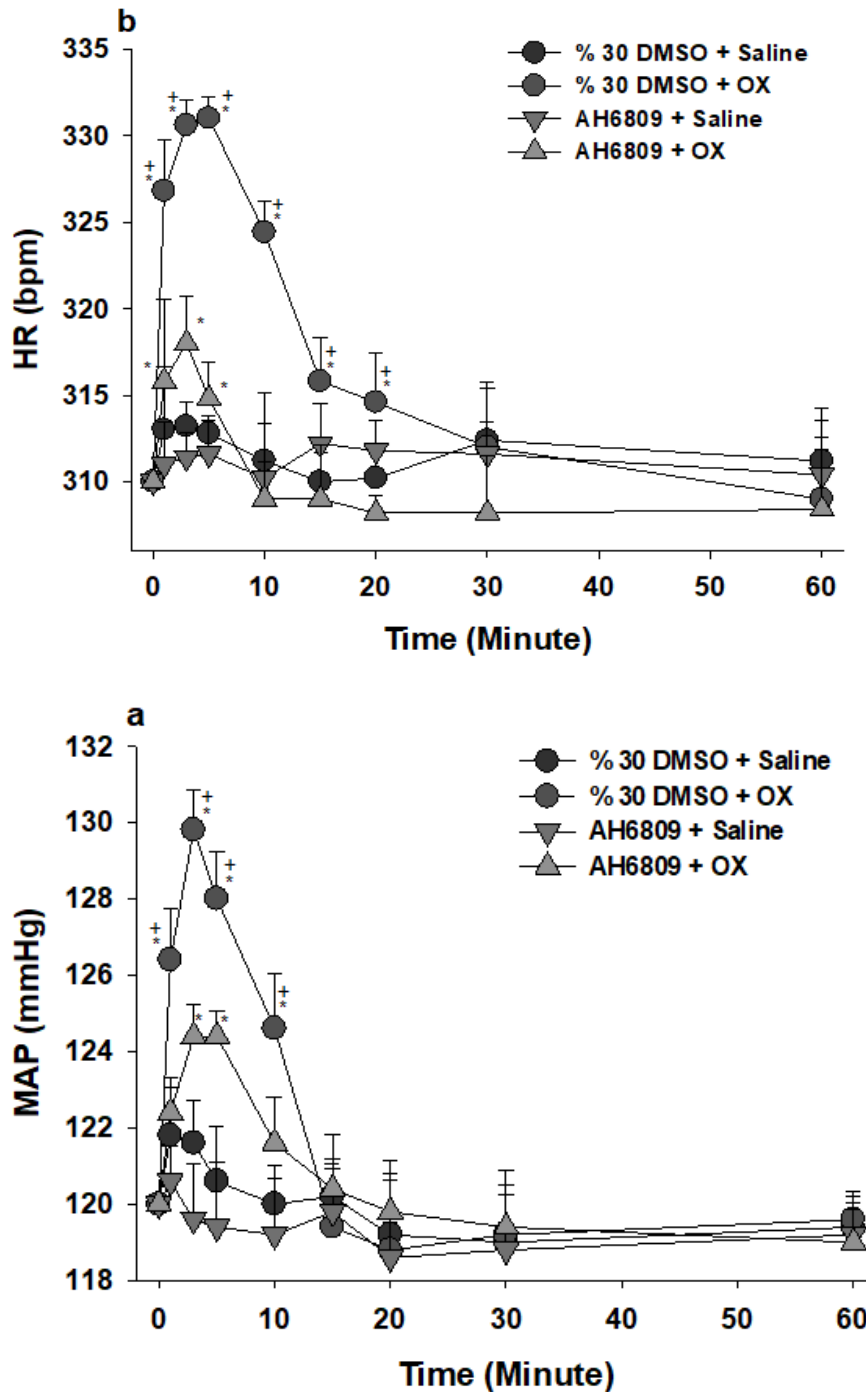 b
335
330
325
320
315
310
HR (bpm)
% 30 DMSO + Saline
% 30 DMSO + OX
AH6809 + Saline
AH6809 + OX
+
*
+
*
+
*
+
*
+
*
+
*
*
*
*
0 10 20 30 40 50 60
Time (Minute)
a
132
130
128
126
124
122
120
118
MAP (mmHg)
% 30 DMSO + Saline
% 30 DMSO + OX
AH6809 + Saline
AH6809 + OX
+
*
+
*
+
*
+
*
*
*
0 10 20 30 40 50 60
Time (Minute)